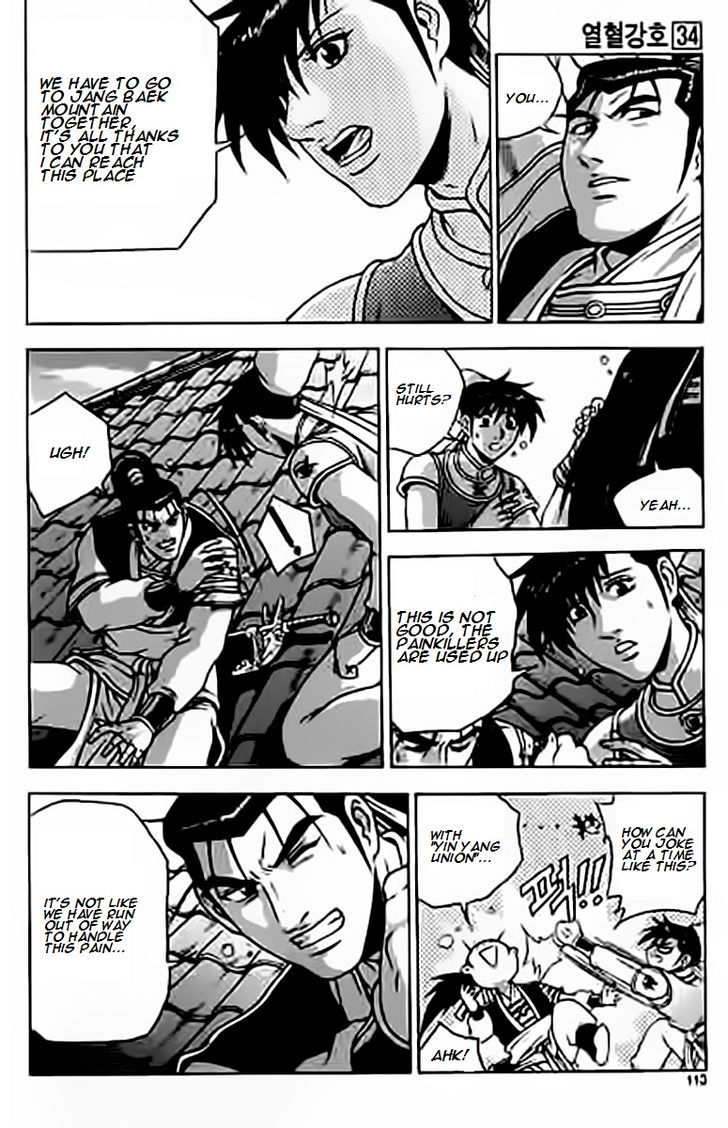 열혈강호 34
WE HAVE TO GO
TO JANG BAEK
MOUNTAIN
TOGETHER,
IT'S ALL THANKS
TO YOU THAT
I CAN REACH
THIS PLACE
YOU...
UGH!
!
STILL
HURTS?
YEAH...
THIS IS NOT
GOOD, THE
PAINKILLERS
ARE USED UP
IT'S NOT LIKE
WE HAVE RUN
OUT OF WAY
TO HANDLE
THIS PAIN...
WITH
"YIN YANG
UNION"...
HOW CAN
YOU JOKE
AT A TIME
LIKE THIS?
퍽!!!
AHK!
113